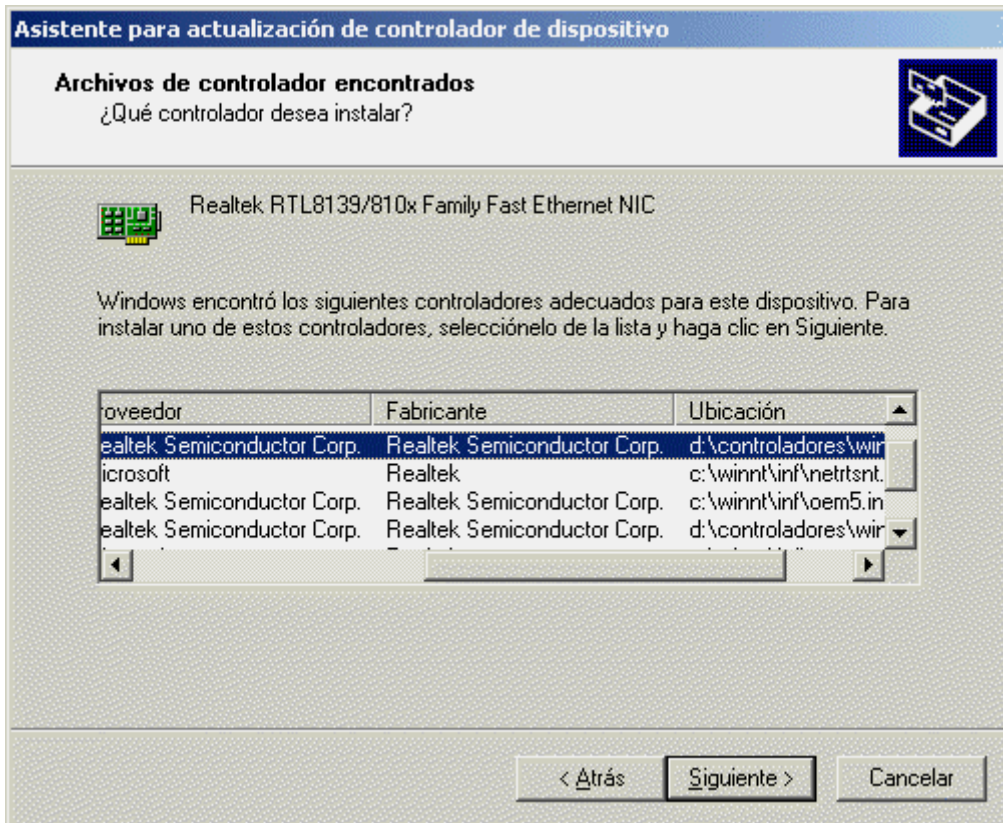 Asistente para actualización de controlador de dispositivo
Archivos de controlador encontrados
¿Qué controlador desea instalar?
Realtek RTL8139/810x Family Fast Ethernet NIC
Windows encontró los siguientes controladores adecuados para este dispositivo. Para
instalar uno de estos controladores, selecciónelo de la lista y haga clic en Siguiente.
roveedor Fabricante Ubicación
ealtek Semiconductor Corp. Realtek Semiconductor Corp. d:\controladores\win
icrosoft Realtek c:\winnt\inf\netrtsnt.
ealtek Semiconductor Corp. Realtek Semiconductor Corp. c:\winnt\inf\oem5.in
ealtek Semiconductor Corp. Realtek Semiconductor Corp. d:\controladores\win
< Atrás Siguiente > Cancelar